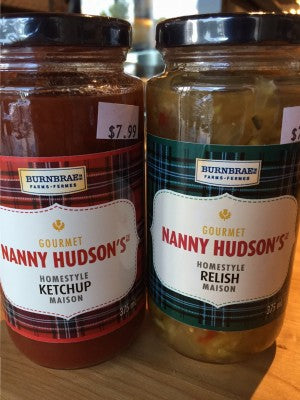 $7.99
BURNBRAE
FARMS • FERMES
GOURMET
NANNY HUDSON'S
HOMESTYLE
KETCHUP
MAISON
BURNBRAE
FARMS • FERMES
GOURMET
NANNY HUDSON'S
HOMESTYLE
RELISH
MAISON